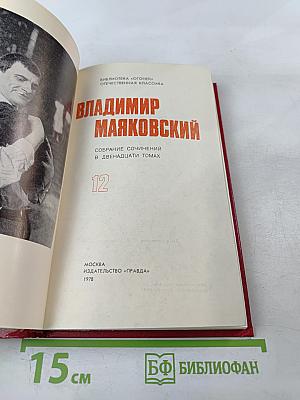 БИБЛИОТЕКА «ОГОНЕК»
ОТЕЧЕСТВЕННАЯ КЛАССИКА
ВЛАДИМИР
МАЯКОВСКИЙ
СОБРАНИЕ СОЧИНЕНИЙ
В ДВЕНАДЦАТИ ТОМАХ
12
МОСКВА
ИЗДАТЕЛЬСТВО «ПРАВДА»
1978
15 см
БФ БИБЛИОФАН